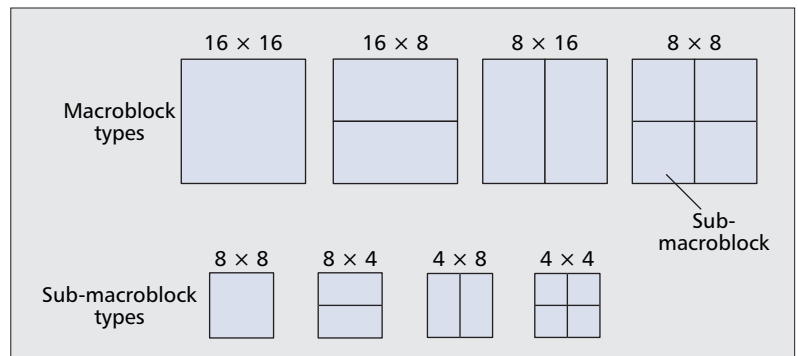 16 × 16
16 × 8
8 × 16
8 × 8
Macroblock
types
Sub-
macroblock
8 × 8
8 × 4
4 × 8
4 × 4
Sub-macroblock
types